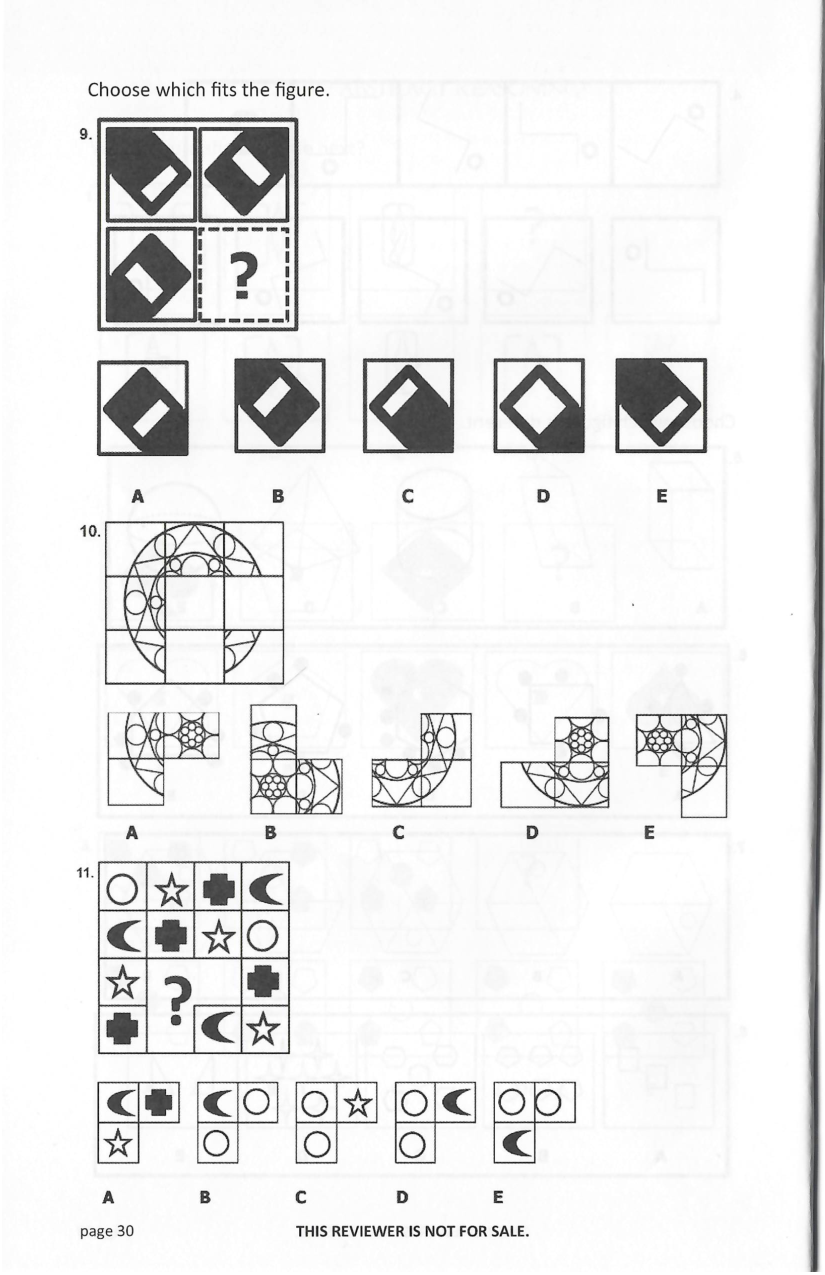 Choose which fits the figure.
9.
?
A B C D E
10.
A B C D E
11.
?
A B C D E
page 30 THIS REVIEWER IS NOT FOR SALE.